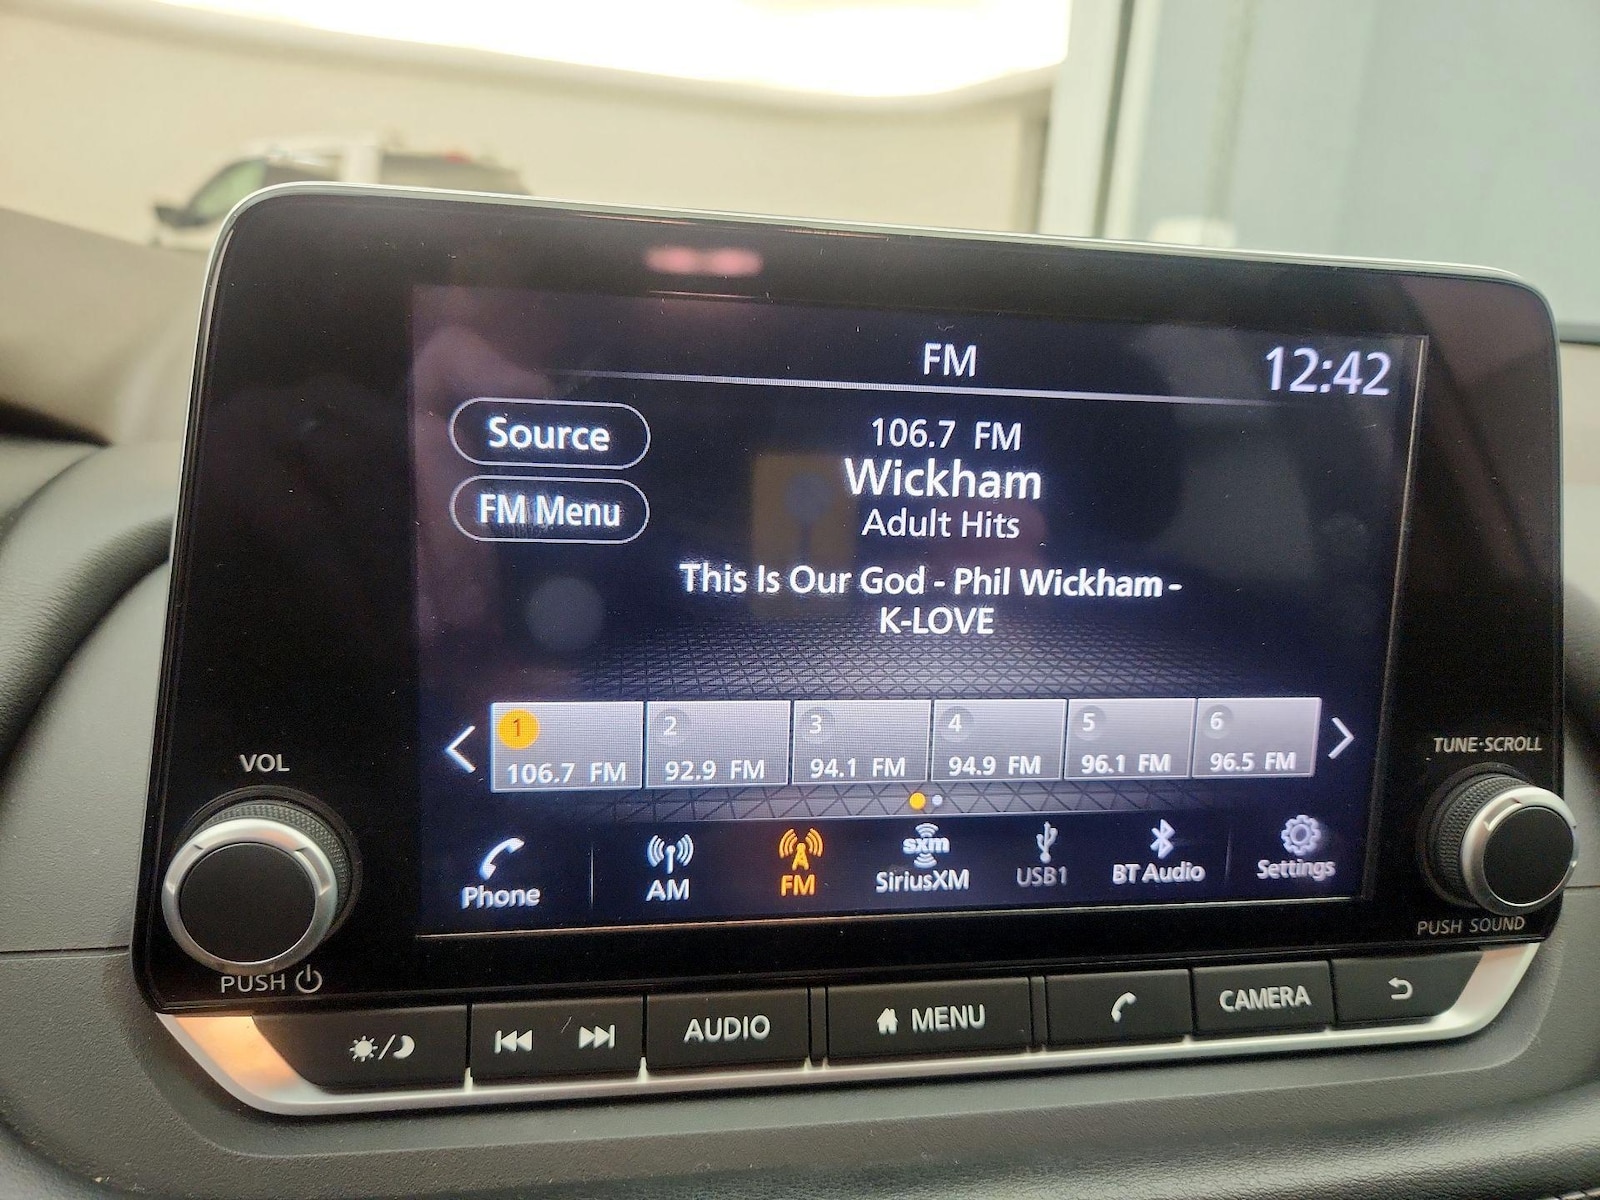 FM
12:42
Source
FM Menu
106.7 FM
Wickham
Adult Hits
This Is Our God - Phil Wickham -
K-LOVE
1
106.7 FM
2
92.9 FM
3
94.1 FM
4
94.9 FM
5
96.1 FM
6
96.5 FM
Phone
AM
FM
sxm
SiriusXM
USB1
BT Audio
Settings
VOL
PUSH
TUNE·SCROLL
PUSH SOUND
AUDIO
MENU
CAMERA